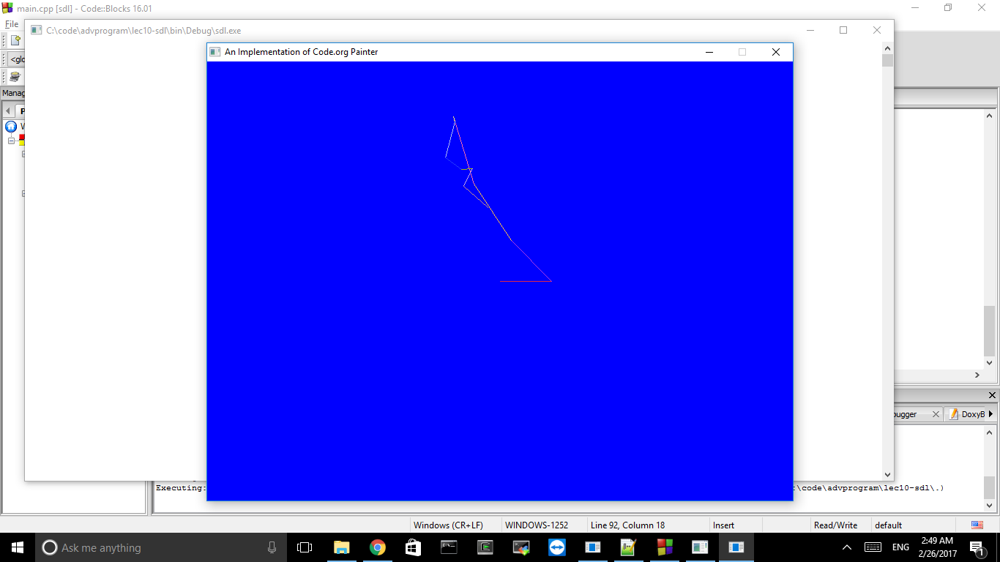 main.cpp [sdl] - Code::Blocks 16.01
File
C:\code\advprogram\lec10-sdl\bin\Debug\sdl.exe
An Implementation of Code.org Painter
<glo
Manag
P
W
bugger
DoxyB
Executing: :\code\advprogram\lec10-sdl\.)
Windows (CR+LF) WINDOWS-1252 Line 92, Column 18 Insert Read/Write default
Ask me anything
ENG
2:49 AM
2/26/2017
1